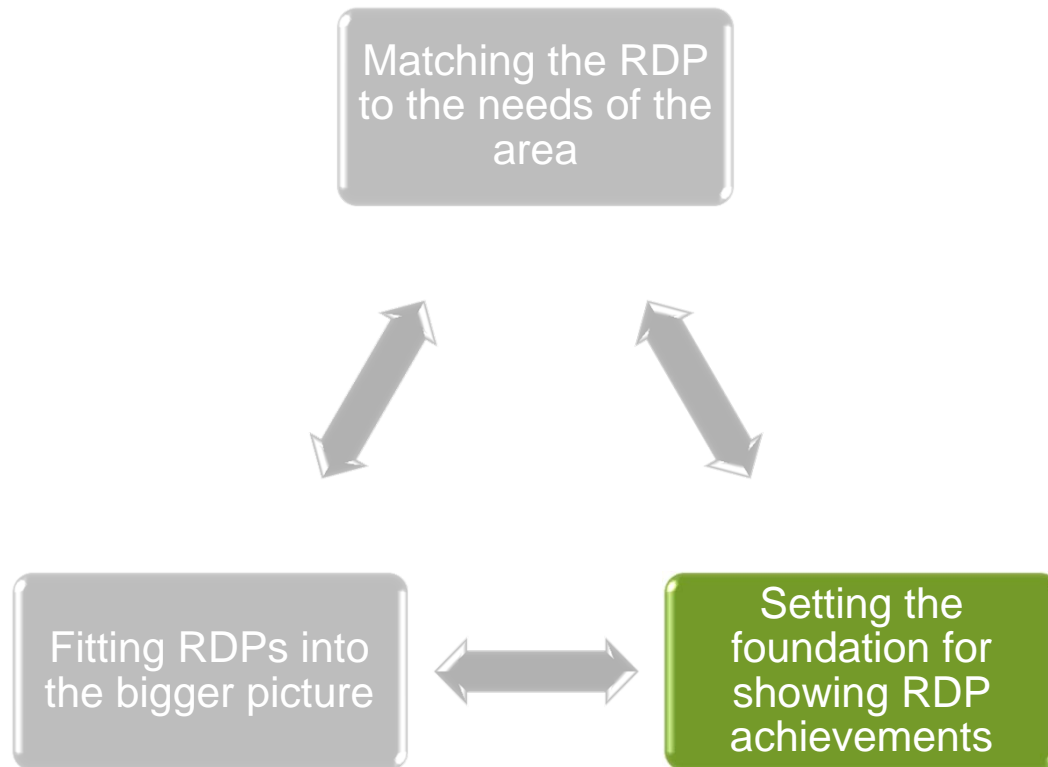 Matching the RDP
to the needs of the
area
Fitting RDPs into
the bigger picture
Setting the
foundation for
showing RDP
achievements